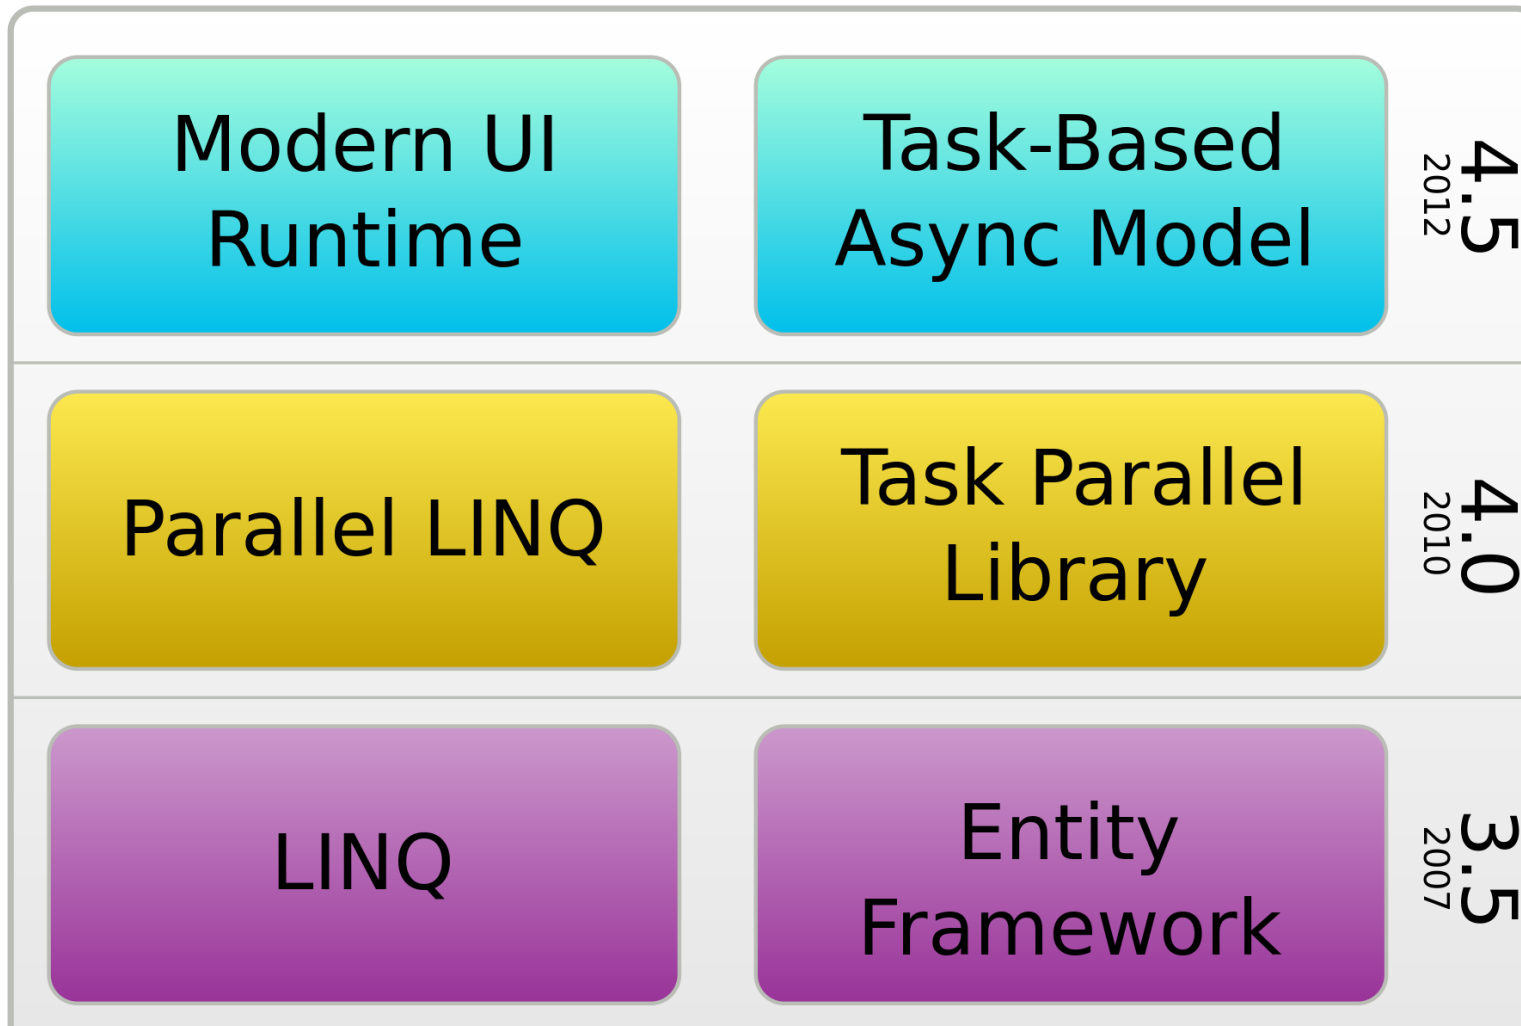 Modern UI
Runtime
Task-Based
Async Model
4.5
2012
Parallel LINQ
Task Parallel
Library
4.0
2010
LINQ
Entity
Framework
3.5
2007